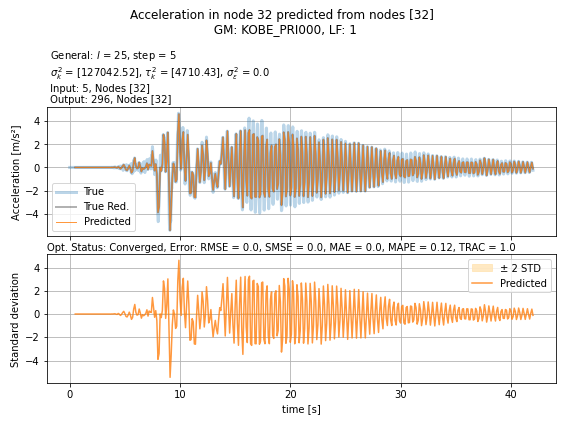 Acceleration in node 32 predicted from nodes [32]
GM: KOBE_PRI000, LF: 1
General: l = 25, step = 5
σ²ₖ = [127042.52], τ²ₖ = [4710.43], σ²ε = 0.0
Input: 5, Nodes [32]
Output: 296, Nodes [32]
Acceleration [m/s²]
4
2
0
−2
−4
True
True Red.
Predicted
Opt. Status: Converged, Error: RMSE = 0.0, SMSE = 0.0, MAE = 0.0, MAPE = 0.12, TRAC = 1.0
Standard deviation
4
2
0
−2
−4
± 2 STD
Predicted
0 10 20 30 40
time [s]